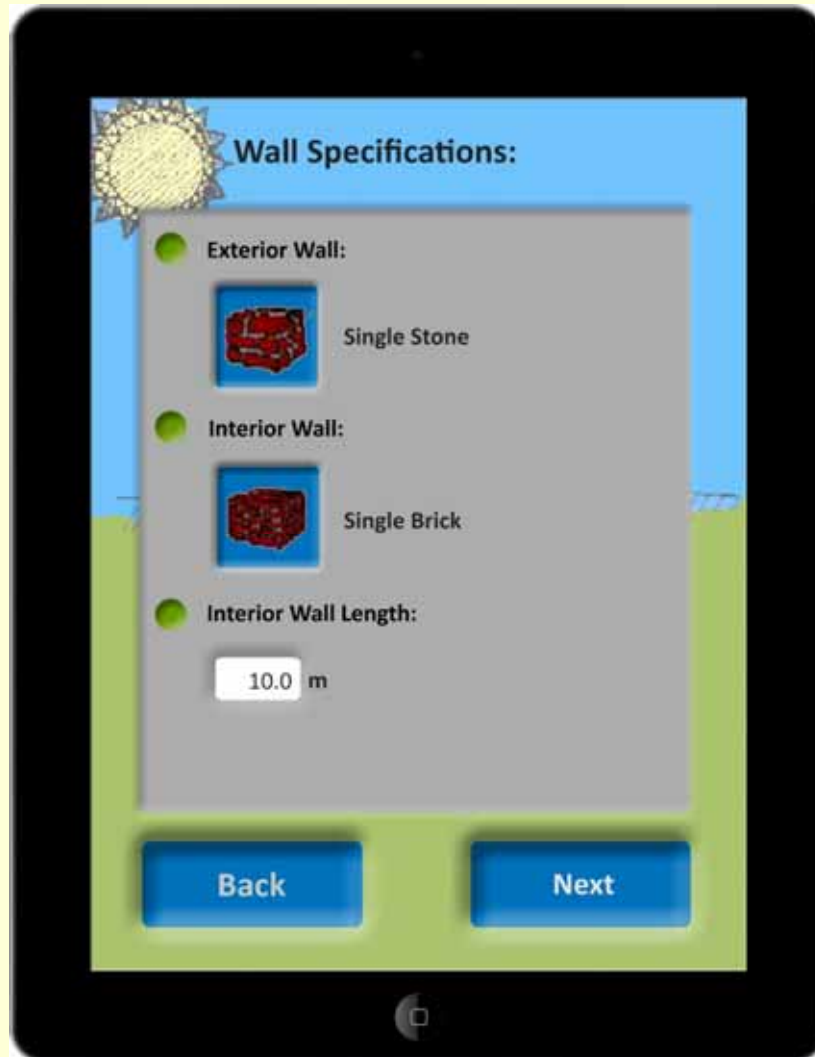 Wall Specifications:
Exterior Wall:
Single Stone
Interior Wall:
Single Brick
Interior Wall Length:
10.0 m
Back
Next